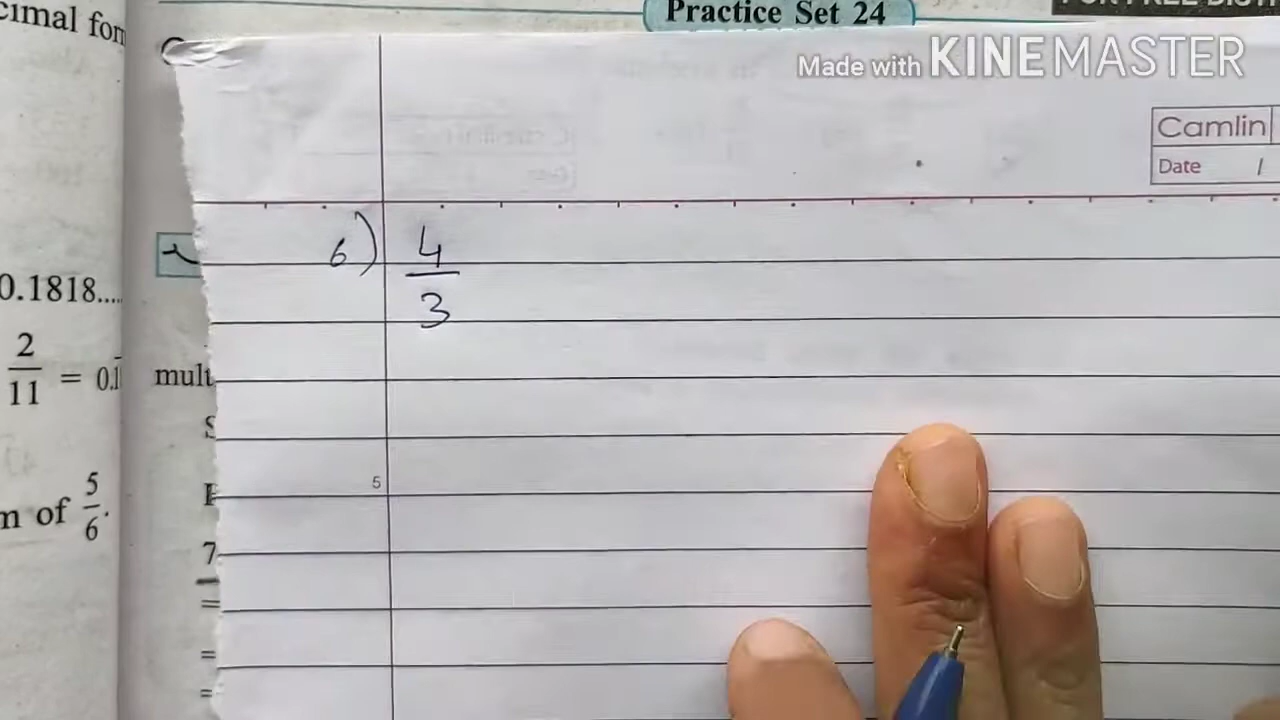 cimal
Practice Set 24
Made with KINEMASTER
Camlin
Date /
6) 4
3
0.1818....
2
11 = 0.1
mult
5
5
m of 6.
7
=
=
=